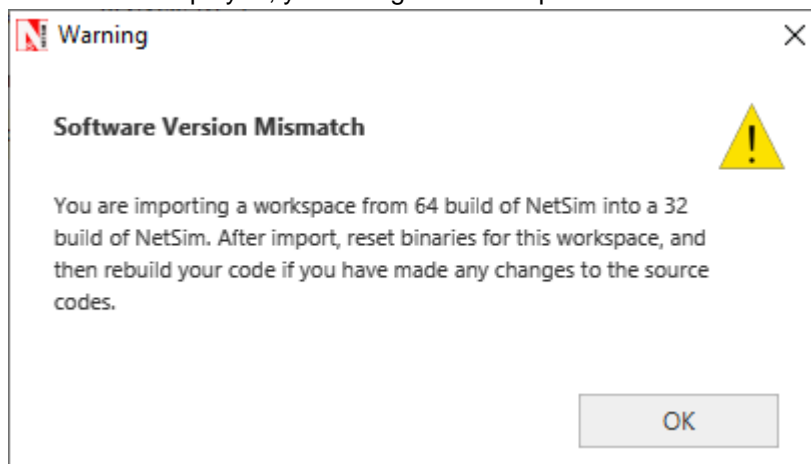 Warning
Software Version Mismatch
You are importing a workspace from 64 build of NetSim into a 32
build of NetSim. After import, reset binaries for this workspace, and
then rebuild your code if you have made any changes to the source
codes.
OK